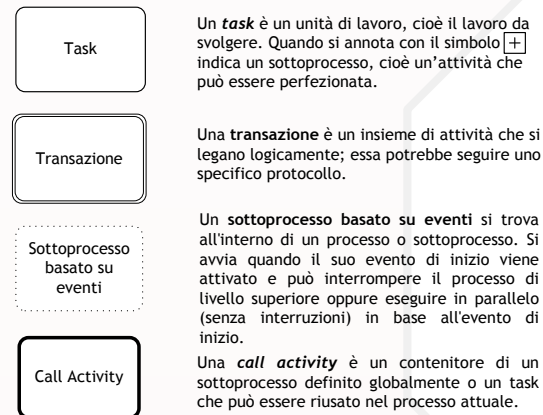 Task
Un task è un unità di lavoro, cioè il lavoro da
svolgere. Quando si annota con il simbolo +
indica un sottoprocesso, cioè un'attività che
può essere perfezionata.
Transazione
Una transazione è un insieme di attività che si
legano logicamente; essa potrebbe seguire uno
specifico protocollo.
Sottoprocesso
basato su
eventi
Un sottoprocesso basato su eventi si trova
all'interno di un processo o sottoprocesso. Si
avvia quando il suo evento di inizio viene
attivato e può interrompere il processo di
livello superiore oppure eseguire in parallelo
(senza interruzioni) in base all'evento di
inizio.
Call Activity
Una call activity è un contenitore di un
sottoprocesso definito globalmente o un task
che può essere riusato nel processo attuale.